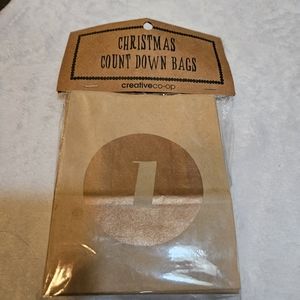 CHRISTMAS
COUNT DOWN BAGS
creativeco-op
1